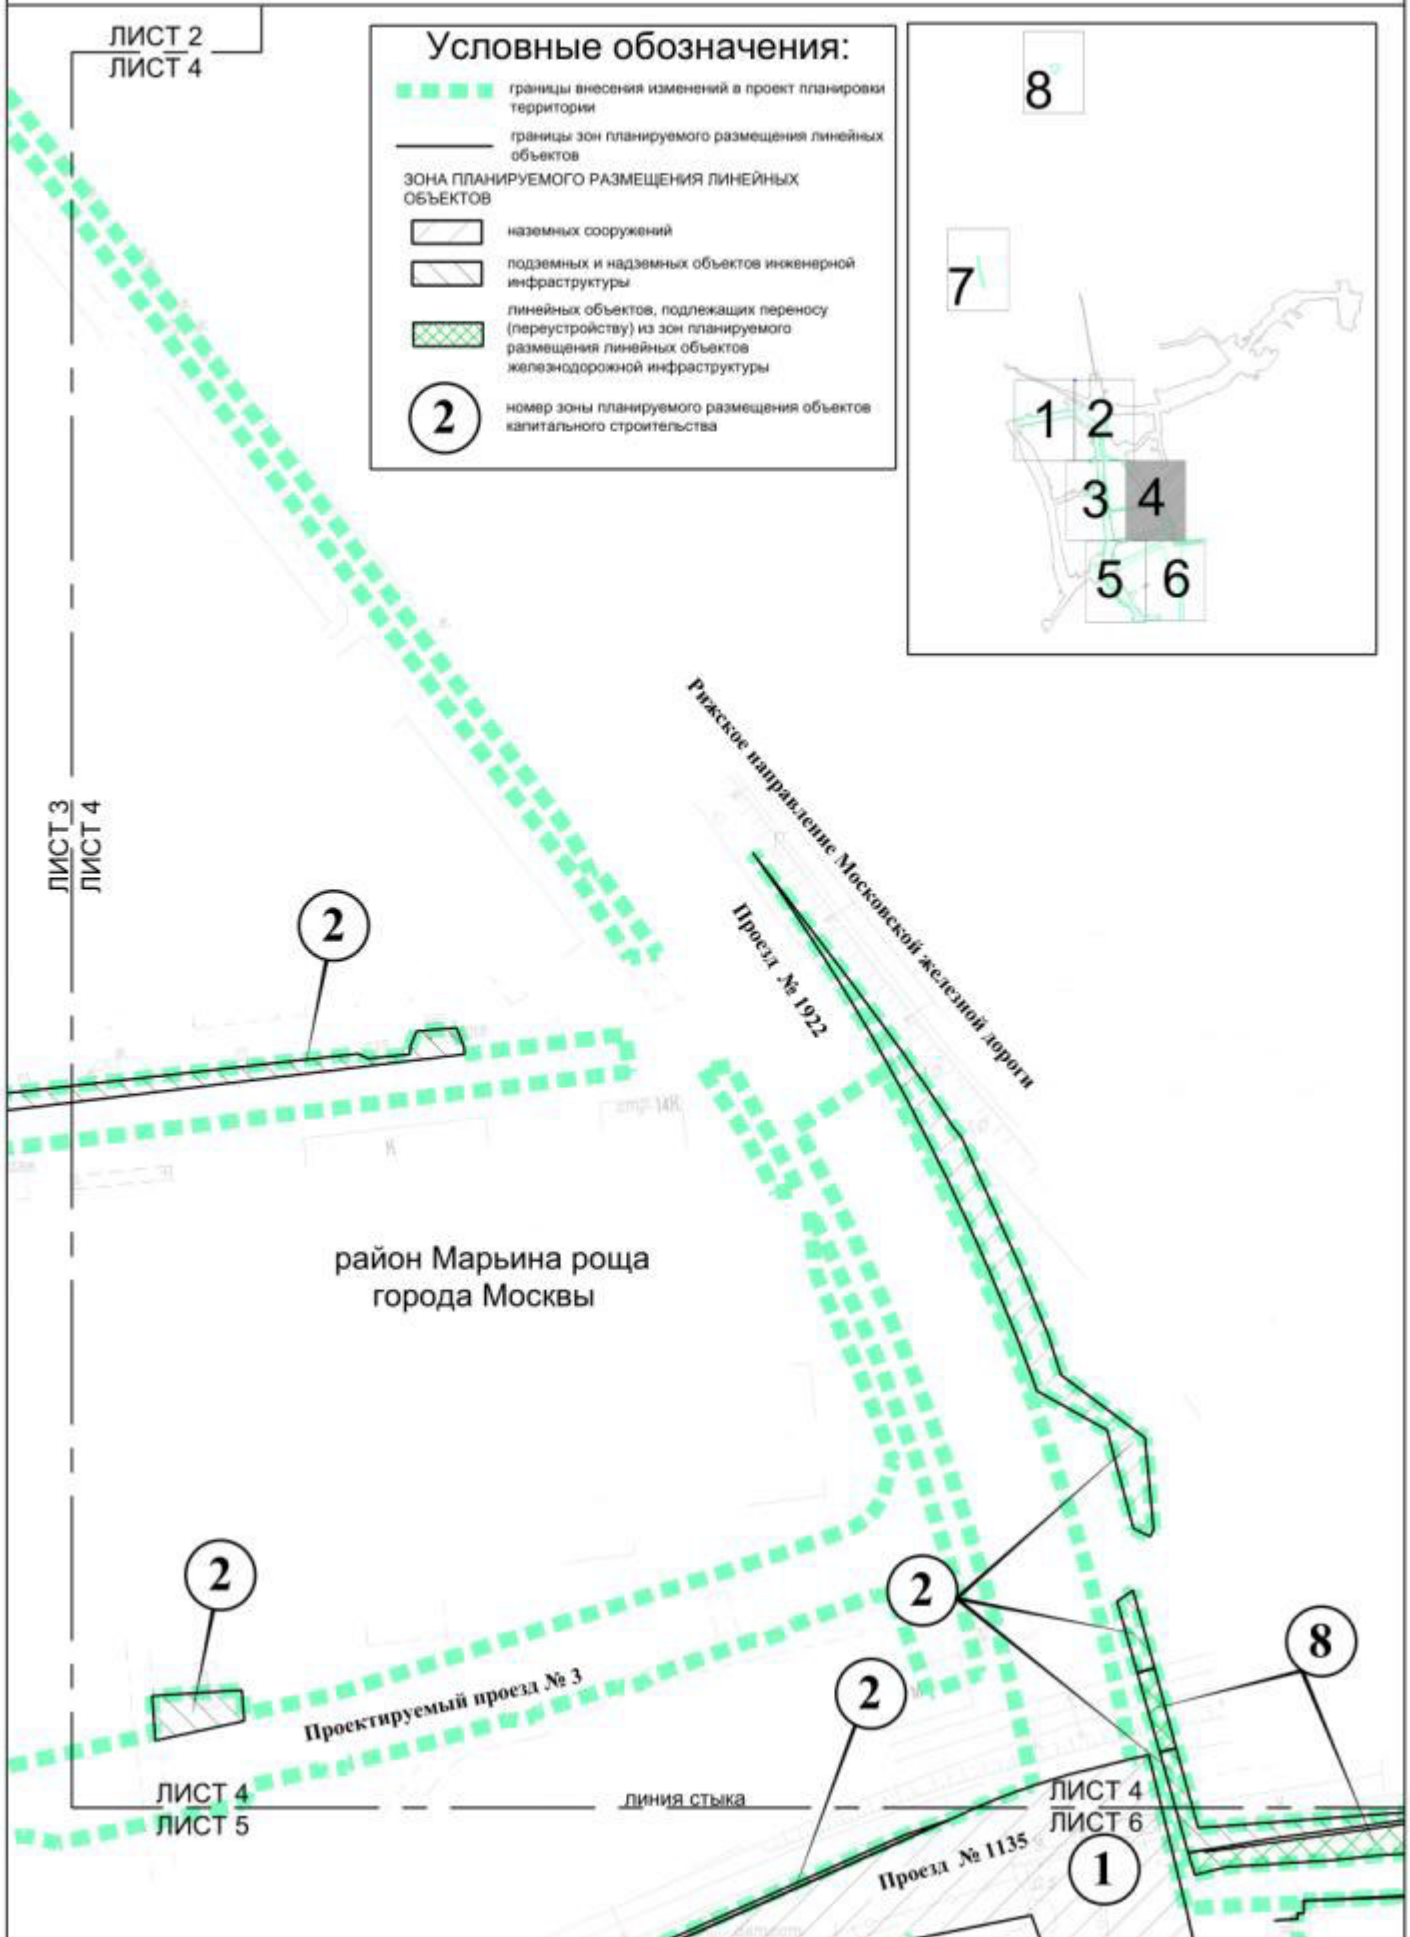 ЛИСТ 2
ЛИСТ 4
Условные обозначения:
границы внесения изменений в проект планировки
территории
границы зон планируемого размещения линейных
объектов
ЗОНА ПЛАНИРУЕМОГО РАЗМЕЩЕНИЯ ЛИНЕЙНЫХ
ОБЪЕКТОВ
наземных сооружений
подземных и надземных объектов инженерной
инфраструктуры
линейных объектов, подлежащих переносу
(переустройству) из зон планируемого
размещения линейных объектов
железнодорожной инфраструктуры
2
номер зоны планируемого размещения объектов
капитального строительства
8
7
1
2
3
4
5
6
Рижское направление Московской железной дороги
Проезд № 1922
ЛИСТ 3
ЛИСТ 4
2
стр. 14К
К
район Марьина роща
города Москвы
2
2
8
2
Проектируемый проезд № 3
ЛИСТ 4
ЛИСТ 5
линия стыка
ЛИСТ 4
ЛИСТ 6
Проезд № 1135
1